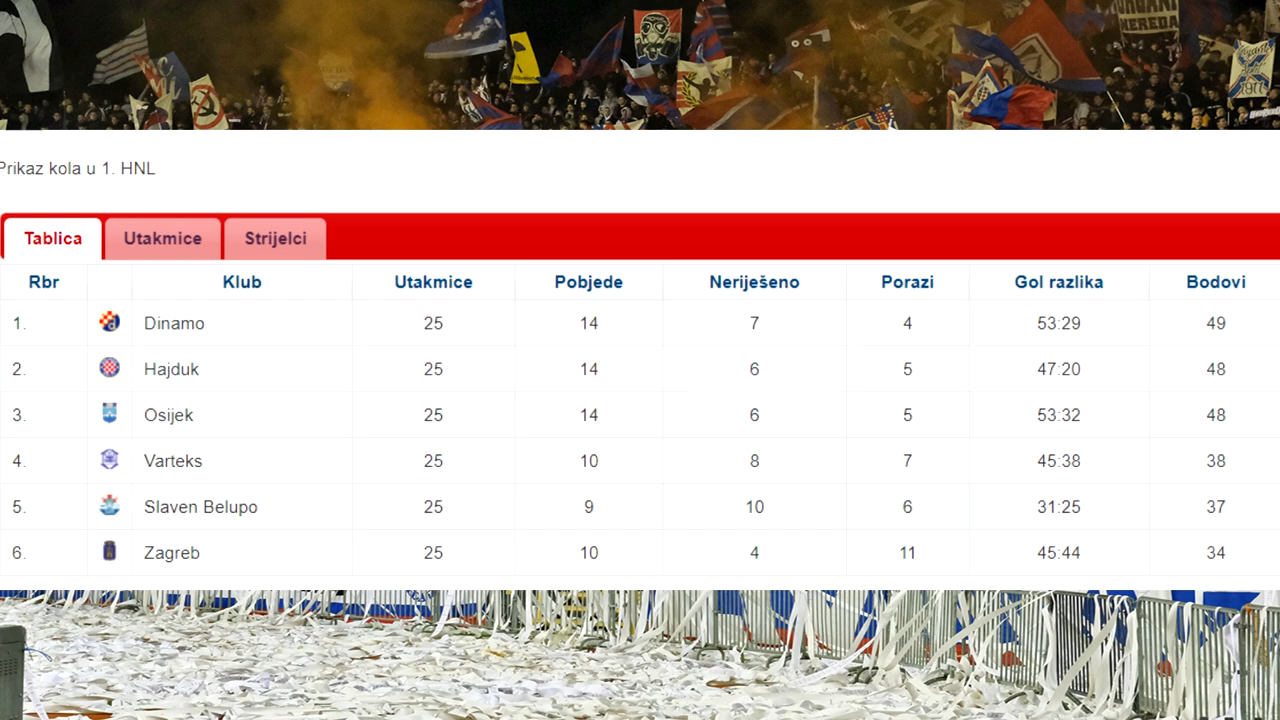 MORGANI
HEREDA
1977
Prikaz kola u 1. HNL
Tablica Utakmice Strijelci
Rbr Klub Utakmice Pobjede Neriješeno Porazi Gol razlika Bodovi
1. Dinamo 25 14 7 4 53:29 49
2. Hajduk 25 14 6 5 47:20 48
3. Osijek 25 14 6 5 53:32 48
4. Varteks 25 10 8 7 45:38 38
5. Slaven Belupo 25 9 10 6 31:25 37
6. Zagreb 25 10 4 11 45:44 34